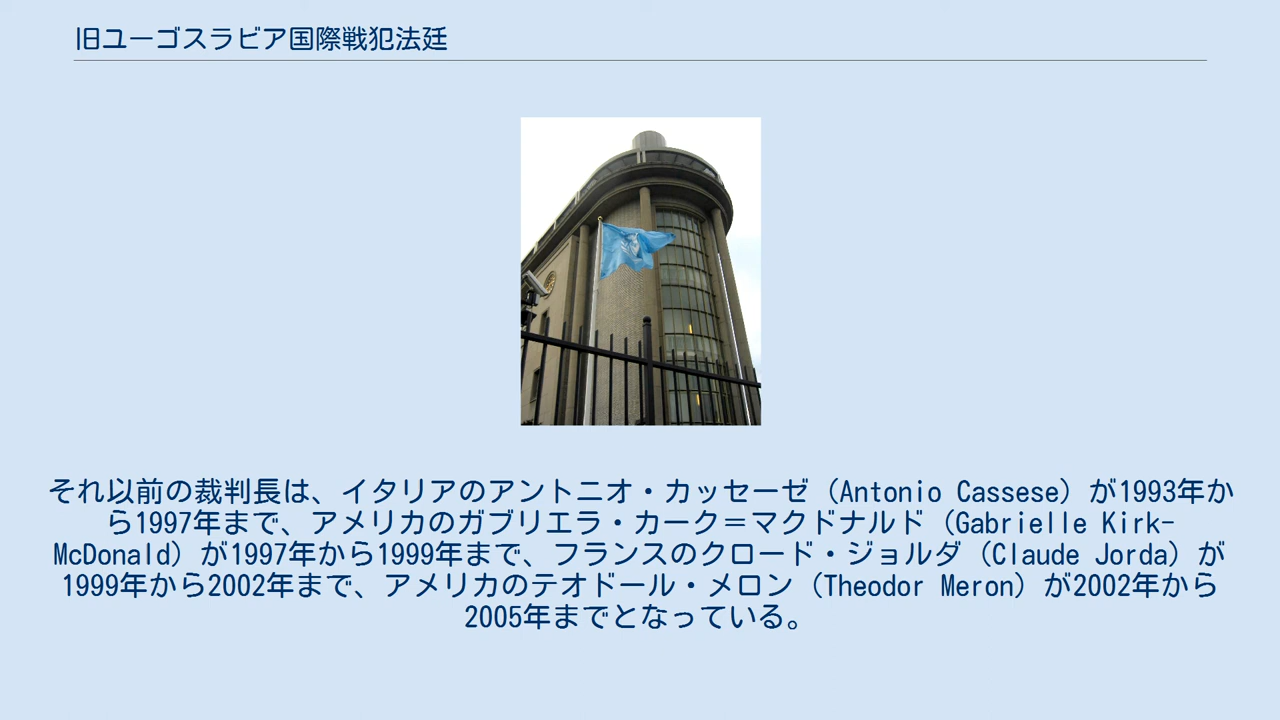 旧ユーゴスラビア国際戦犯法廷
それ以前の裁判長は、イタリアのアントニオ・カッセーゼ（Antonio Cassese）が1993年か
ら1997年まで、アメリカのガブリエラ・カーク＝マクドナルド（Gabrielle Kirk-
McDonald）が1997年から1999年まで、フランスのクロード・ジョルダ（Claude Jorda）が
1999年から2002年まで、アメリカのテオドール・メロン（Theodor Meron）が2002年から
2005年までとなっている。